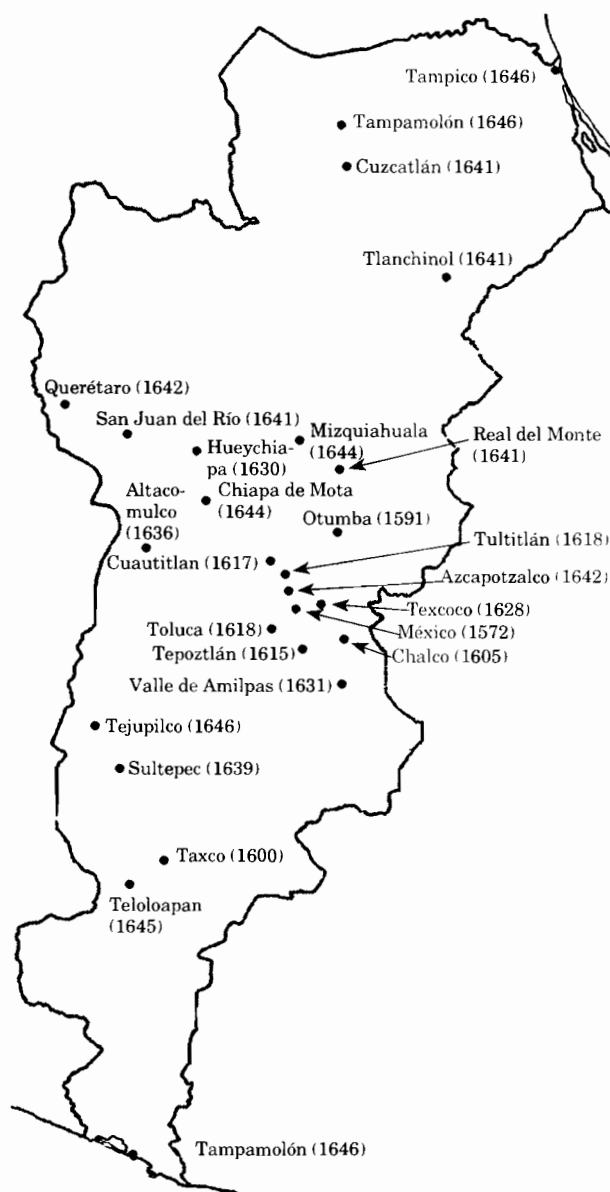 Tampico (1646)
Tampamolón (1646)
Cuzcatlán (1641)
Tlanchinol (1641)
Querétaro (1642)
San Juan del Río (1641)
Hueychia-
pa (1630)
Mizquiahuala
(1644)
Real del Monte
(1641)
Altaco-
mulco
(1636)
Chiapa de Mota
(1644)
Otumba (1591)
Cuautitlan (1617)
Tultitlán (1618)
Azcapotzalco (1642)
Texcoco (1628)
México (1572)
Chalco (1605)
Toluca (1618)
Tepoztlán (1615)
Valle de Amilpas (1631)
Tejupilco (1646)
Sultepec (1639)
Taxco (1600)
Teloloapan
(1645)
Tampamolón (1646)